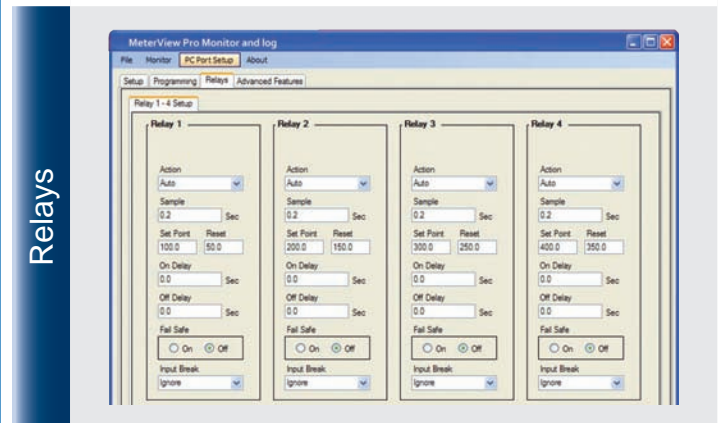 Relays
MeterView Pro Monitor and log
File Monitor PC Port Setup About
Setup Programming Relays Advanced Features
Relay 1 - 4 Setup
Relay 1
Action
Auto
Sample
0.2 Sec
Set Point Reset
100.0 50.0
On Delay
0.0 Sec
Off Delay
0.0 Sec
Fail Safe
On Off
Input Break
Ignore
Relay 2
Action
Auto
Sample
0.2 Sec
Set Point Reset
200.0 150.0
On Delay
0.0 Sec
Off Delay
0.0 Sec
Fail Safe
On Off
Input Break
Ignore
Relay 3
Action
Auto
Sample
0.2 Sec
Set Point Reset
300.0 250.0
On Delay
0.0 Sec
Off Delay
0.0 Sec
Fail Safe
On Off
Input Break
Ignore
Relay 4
Action
Auto
Sample
0.2 Sec
Set Point Reset
400.0 350.0
On Delay
0.0 Sec
Off Delay
0.0 Sec
Fail Safe
On Off
Input Break
Ignore